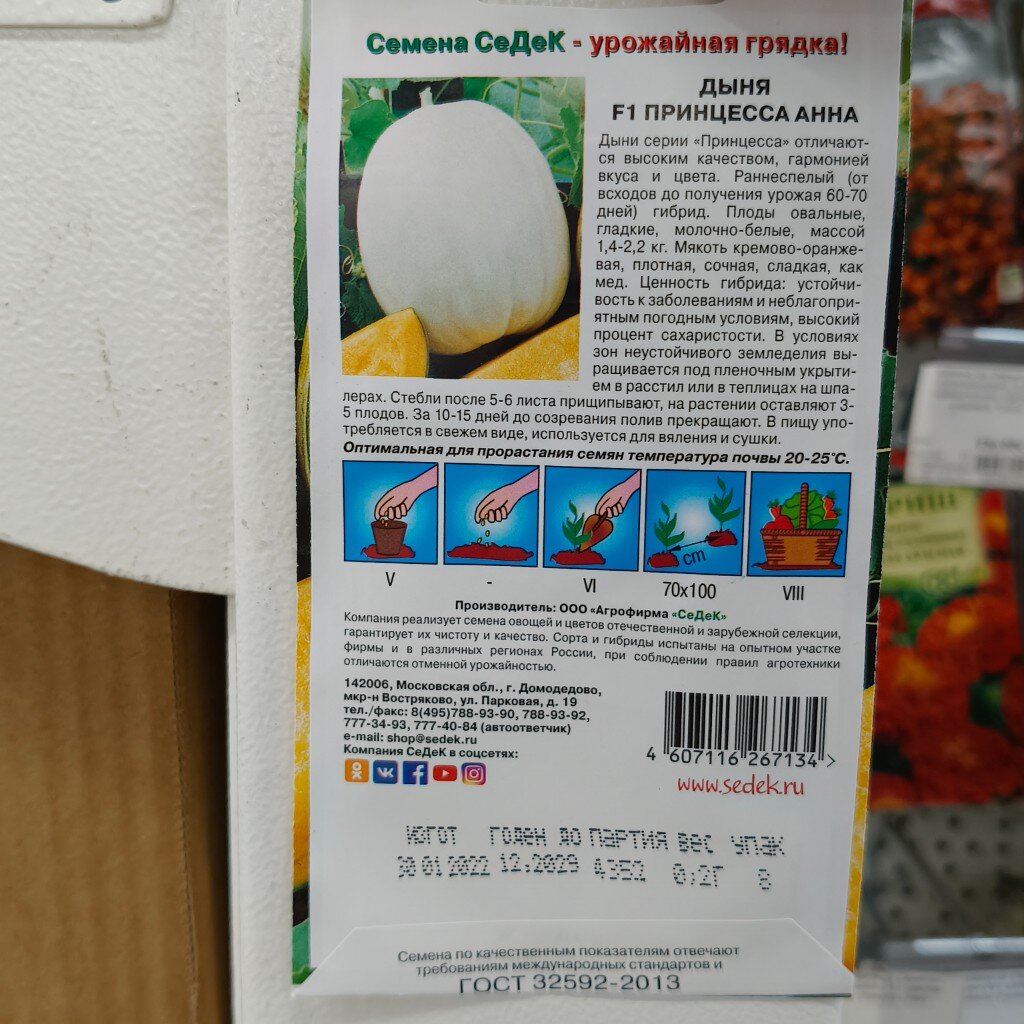 Семена СеДеК - урожайная грядка!
ДЫНЯ
F1 ПРИНЦЕССА АННА
Дыни серии «Принцесса» отличают-
ся высоким качеством, гармонией
вкуса и цвета. Раннеспелый (от
всходов до получения урожая 60-70
дней) гибрид. Плоды овальные,
гладкие, молочно-белые, массой
1,4-2,2 кг. Мякоть кремово-оранже-
вая, плотная, сочная, сладкая, как
мед. Ценность гибрида: устойчи-
вость к заболеваниям и неблагопри-
ятным погодным условиям, высокий
процент сахаристости. В условиях
зон неустойчивого земледелия вы-
ращивается под пленочным укрыти-
ем в расстил или в теплицах на шпа-
лерах. Стебли после 5-6 листа прищипывают, на растении оставляют 3-
5 плодов. За 10-15 дней до созревания полив прекращают. В пищу упо-
требляется в свежем виде, используется для вяления и сушки.
Оптимальная для прорастания семян температура почвы 20-25°С.
cm
V - VI 70x100 VIII
Производитель: ООО «Агрофирма «СеДеК»
Компания реализует семена овощей и цветов отечественной и зарубежной селекции,
гарантирует их чистоту и качество. Сорта и гибриды испытаны на опытном участке
фирмы и в различных регионах России, при соблюдении правил агротехники
отличаются отменной урожайностью.
142006, Московская обл., г. Домодедово,
мкр-н Востряково, ул. Парковая, д. 19
тел./факс: 8(495)788-93-90, 788-93-92,
777-34-93, 777-40-84 (автоответчик)
e-mail: shop@sedek.ru
Компания СеДеК в соцсетях:
4 607116 267134 >
www.sedek.ru
ИЗГОТ ГОДЕН ДО ПАРТИЯ ВЕС УПАК
12.2029 4352 0,2Г 8
Семена по качественным показателям отвечают
требованиям международных стандартов и
ГОСТ 32592-2013